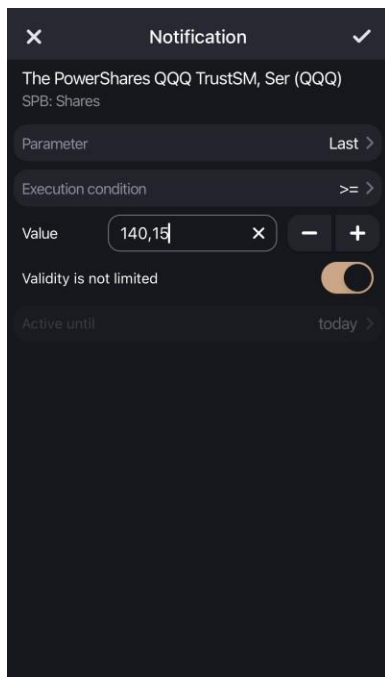 Notification
The PowerShares QQQ TrustSM, Ser (QQQ)
SPB: Shares
Parameter Last
Execution condition >=
Value 140,15
Validity is not limited
Active until today